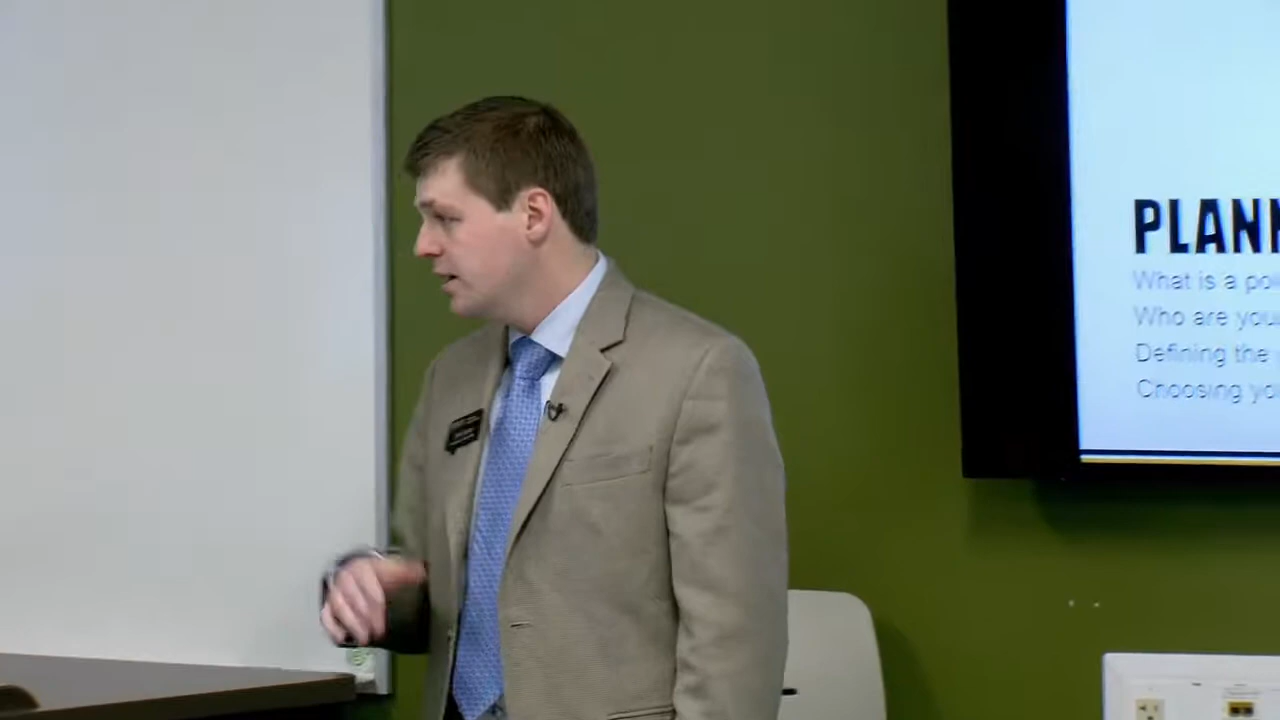 PLANN
What is a po
Who are you
Defining the
Choosing yo